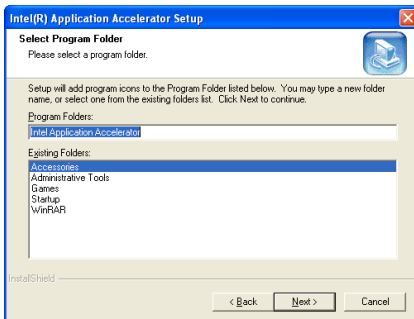 Intel(R) Application Accelerator Setup
Select Program Folder
Please select a program folder.
Setup will add program icons to the Program Folder listed below. You may type a new folder
name, or select one from the existing folders list. Click Next to continue.
Program Folders:
Intel Application Accelerator
Existing Folders:
Accessories
Administrative Tools
Games
Startup
WinRAR
InstallShield
< Back
Next >
Cancel